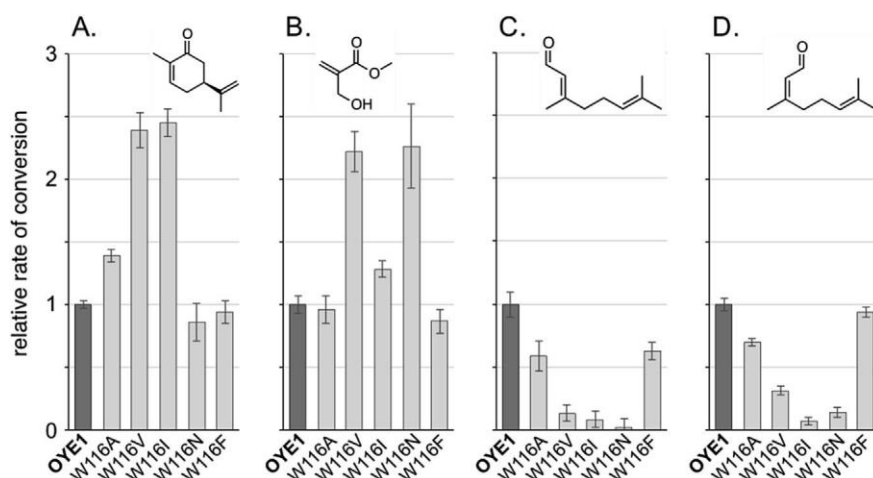 A.
B.
C.
D.
relative rate of conversion
3
2
1
0
O
O
O
OH
O
O
OYE1
W116A
W116V
W116I
W116N
W116F
OYE1
W116A
W116V
W116I
W116N
W116F
OYE1
W116A
W116V
W116I
W116N
W116F
OYE1
W116A
W116V
W116I
W116N
W116F